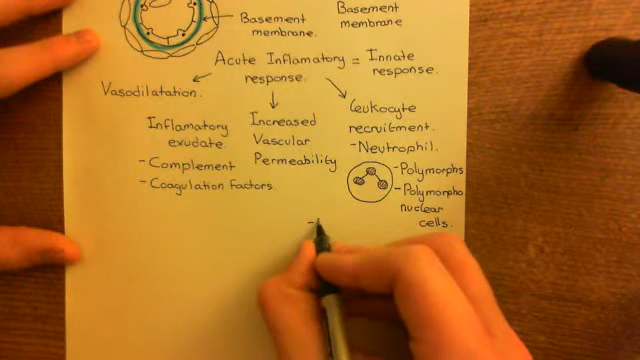 Basement
membrane.
Basement
membrane
Acute Inflamatory = Innate
response. response.
Vasodilatation.
Inflamatory
exudate.
- Complement
- Coagulation Factors
Increased
Vascular
Permeability
Leukocyte
recruitment.
- Neutrophil.
- Polymorphs
- Polymorpho
nuclear
cells.
-